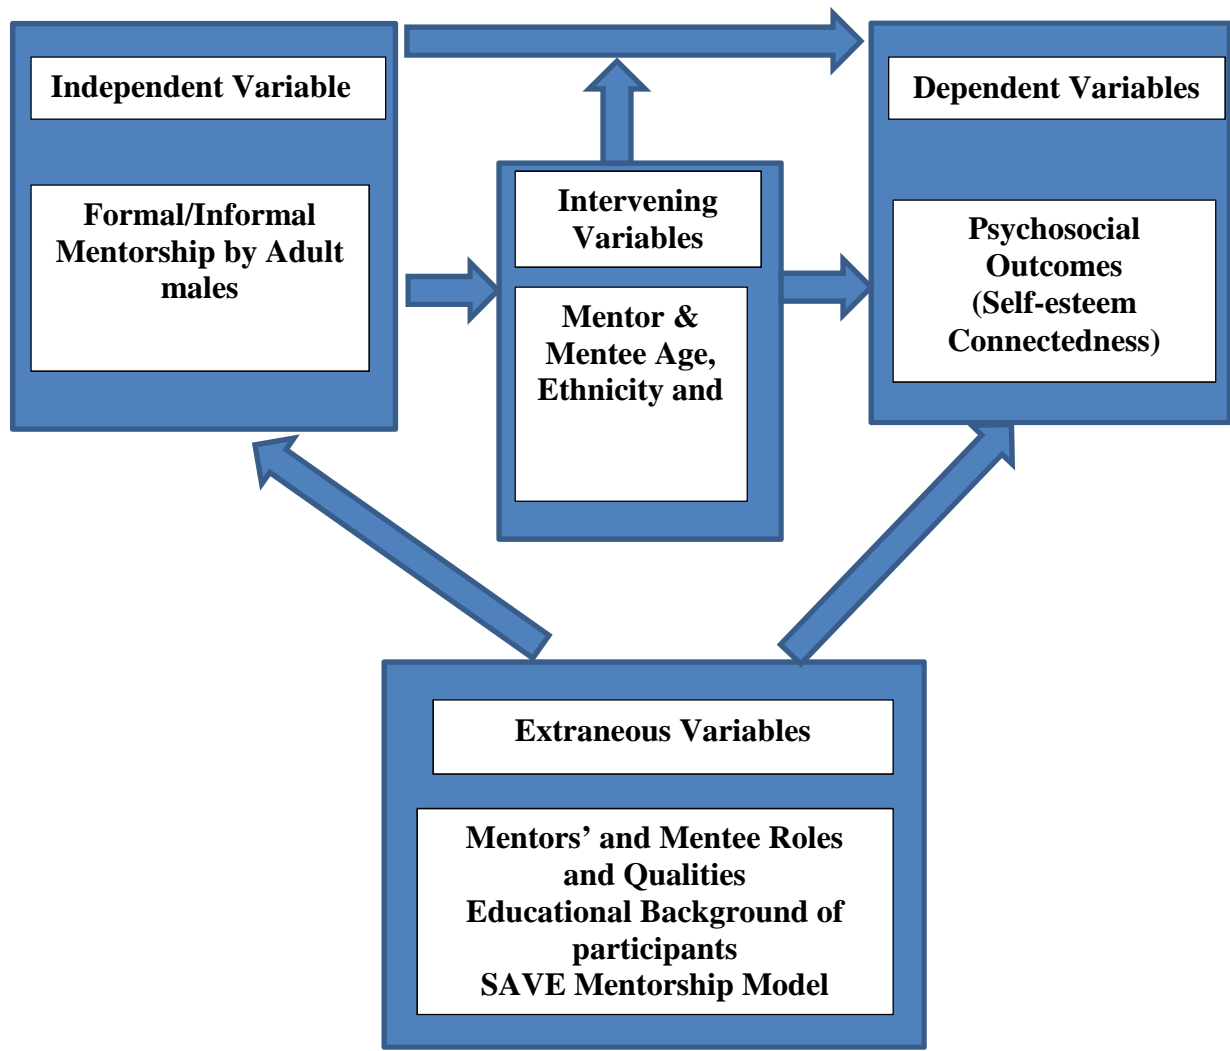 Independent Variable
Formal/Informal
Mentorship by Adult
males
Intervening
Variables
Mentor &
Mentee Age,
Ethnicity and
Dependent Variables
Psychosocial
Outcomes
(Self-esteem
Connectedness)
Extraneous Variables
Mentors’ and Mentee Roles
and Qualities
Educational Background of
participants
SAVE Mentorship Model